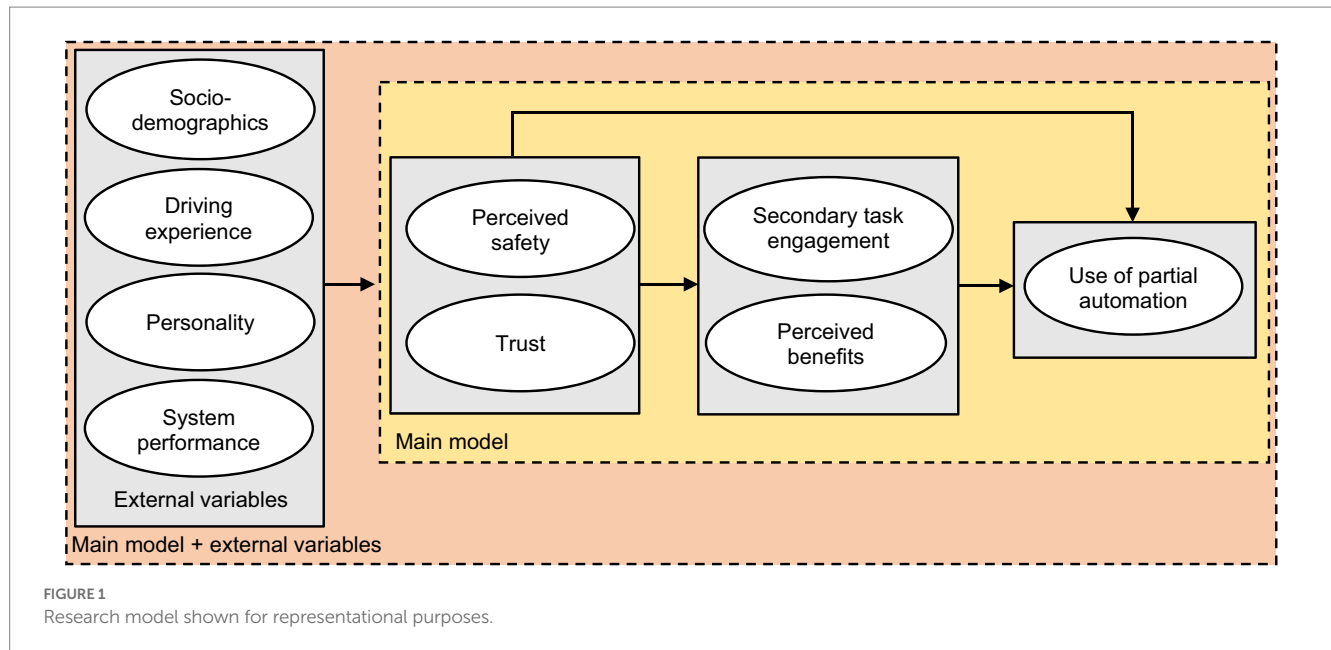 Socio-
demographics
Driving
experience
Personality
System
performance
External variables
Main model + external variables
Perceived
safety
Trust
Main model
Secondary task
engagement
Perceived
benefits
Use of partial
automation
FIGURE 1
Research model shown for representational purposes.